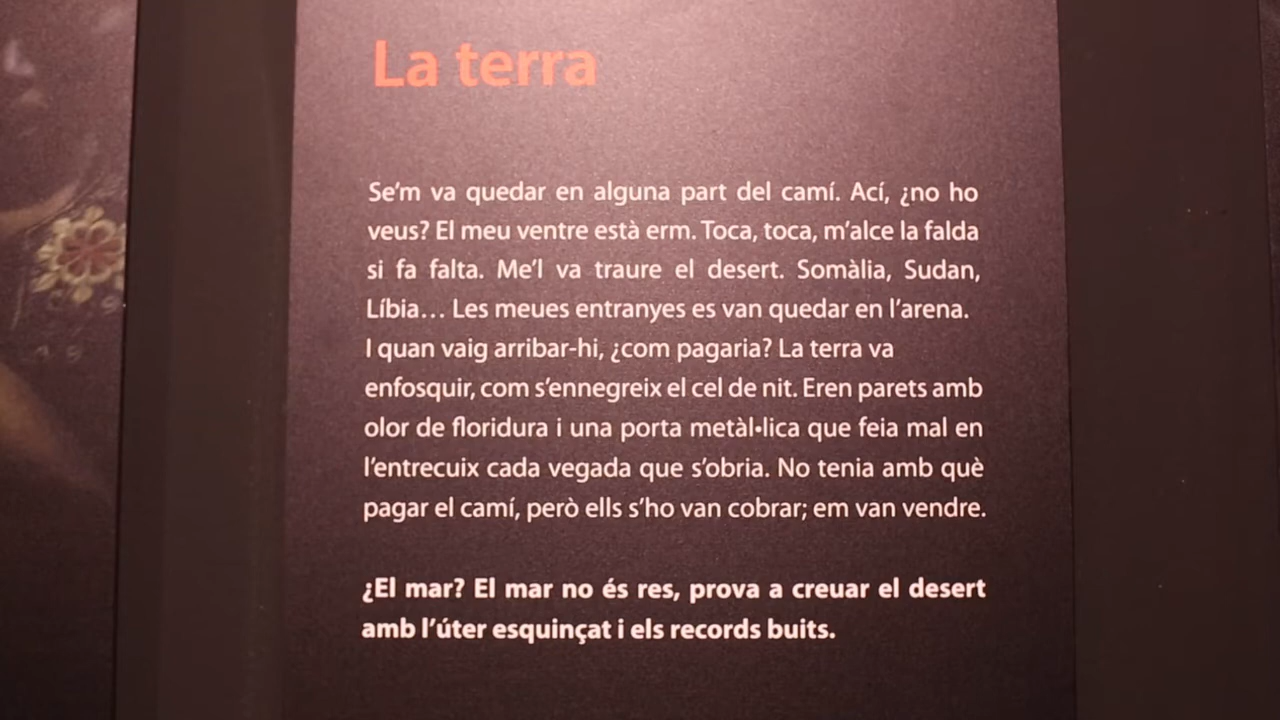 La terra
Se’m va quedar en alguna part del camí. Ací, ¿no ho
veus? El meu ventre està erm. Toca, toca, m’alce la falda
si fa falta. Me’l va traure el desert. Somàlia, Sudan,
Líbia… Les meues entranyes es van quedar en l’arena.
I quan vaig arribar-hi, ¿com pagaria? La terra va
enfosquir, com s’ennegreix el cel de nit. Eren parets amb
olor de floridura i una porta metàl•lica que feia mal en
l’entrecuix cada vegada que s’obria. No tenia amb què
pagar el camí, però ells s’ho van cobrar; em van vendre.
¿El mar? El mar no és res, prova a creuar el desert
amb l’úter esquinçat i els records buits.